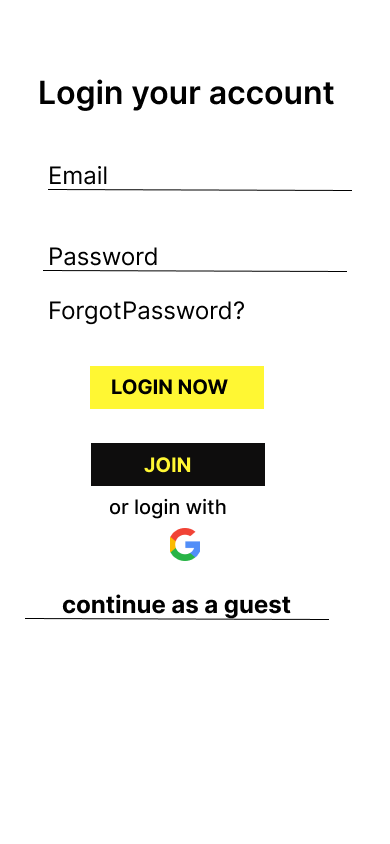 Login your account
Email
Password
ForgotPassword?
LOGIN NOW
JOIN
or login with
continue as a guest